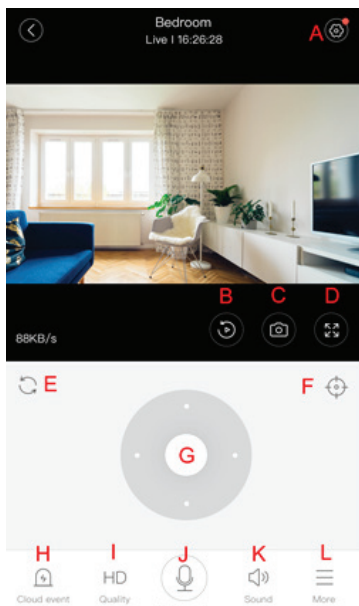 Bedroom
Live I 16:26:28
A
B C D
88KB/s
E F
G
H I J K L
HD
Cloud event Quality Sound More